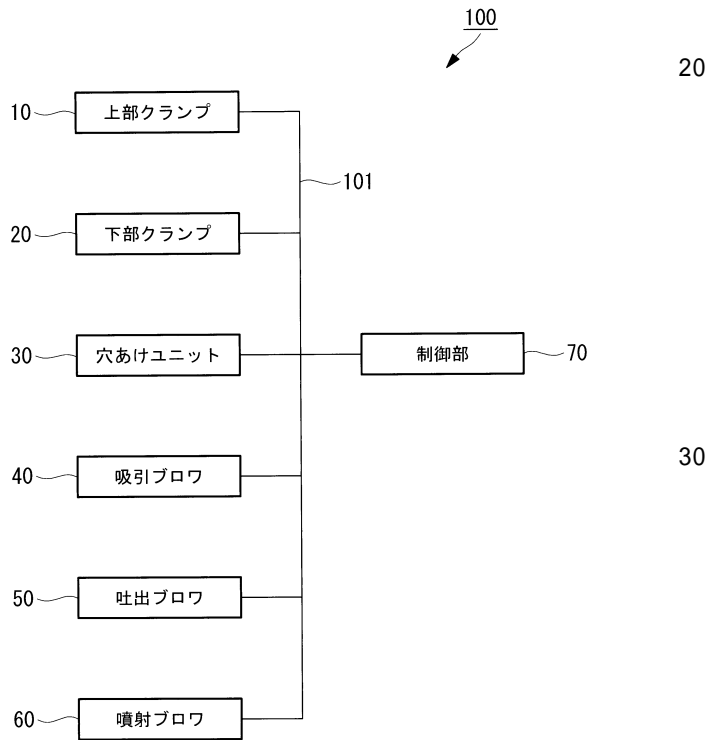 100
20
10 上部クランプ
101
20 下部クランプ
30 穴あけユニット
制御部 70
40 吸引ブロワ
30
50 吐出ブロワ
60 噴射ブロワ